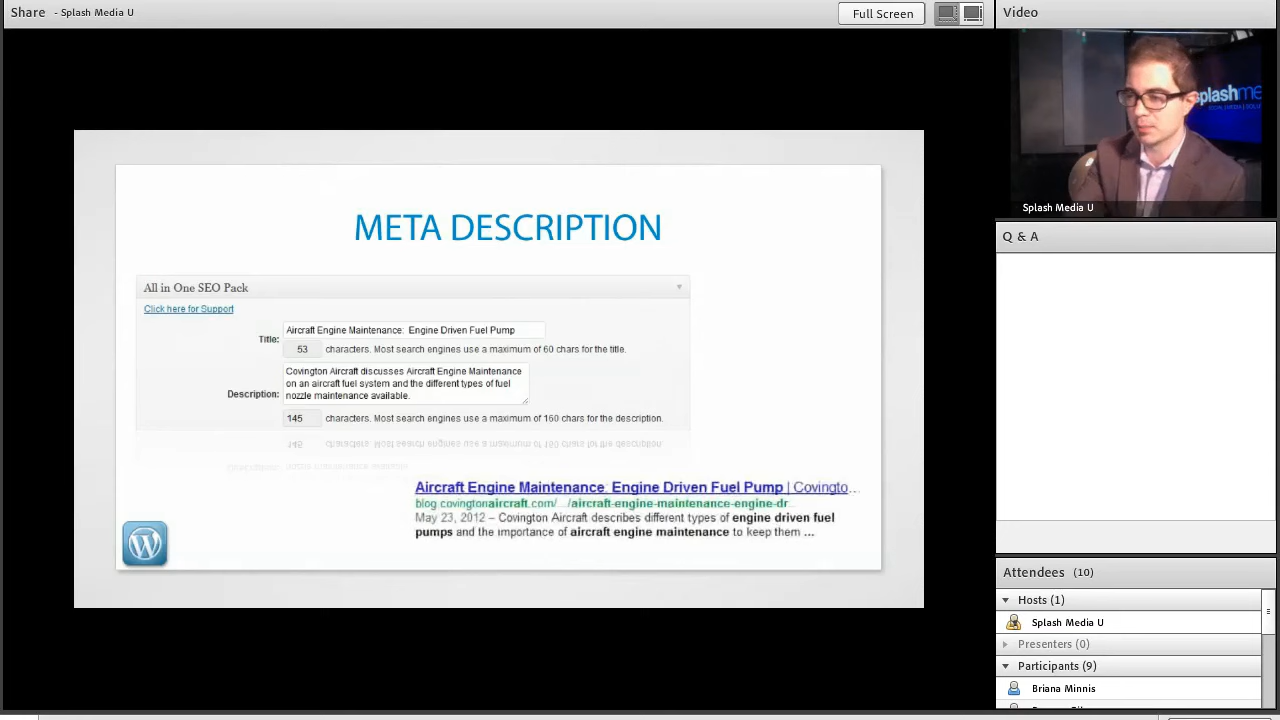 Share - Splash Media U
Full Screen
Video
splashme
Splash Media U
META DESCRIPTION
All in One SEO Pack
Click here for Support
Title: Aircraft Engine Maintenance: Engine Driven Fuel Pump
53 characters. Most search engines use a maximum of 60 chars for the title.
Description: Covington Aircraft discusses Aircraft Engine Maintenance
on an aircraft fuel system and the different types of fuel
nozzle maintenance available.
145 characters. Most search engines use a maximum of 160 chars for the description.
Aircraft Engine Maintenance: Engine Driven Fuel Pump | Covingto...
blog.covingtonaircraft.com/.../aircraft-engine-maintenance-engine-dr...
May 23, 2012 – Covington Aircraft describes different types of engine driven fuel
pumps and the importance of aircraft engine maintenance to keep them ...
Q & A
Attendees (10)
Hosts (1)
Splash Media U
Presenters (0)
Participants (9)
Briana Minnis